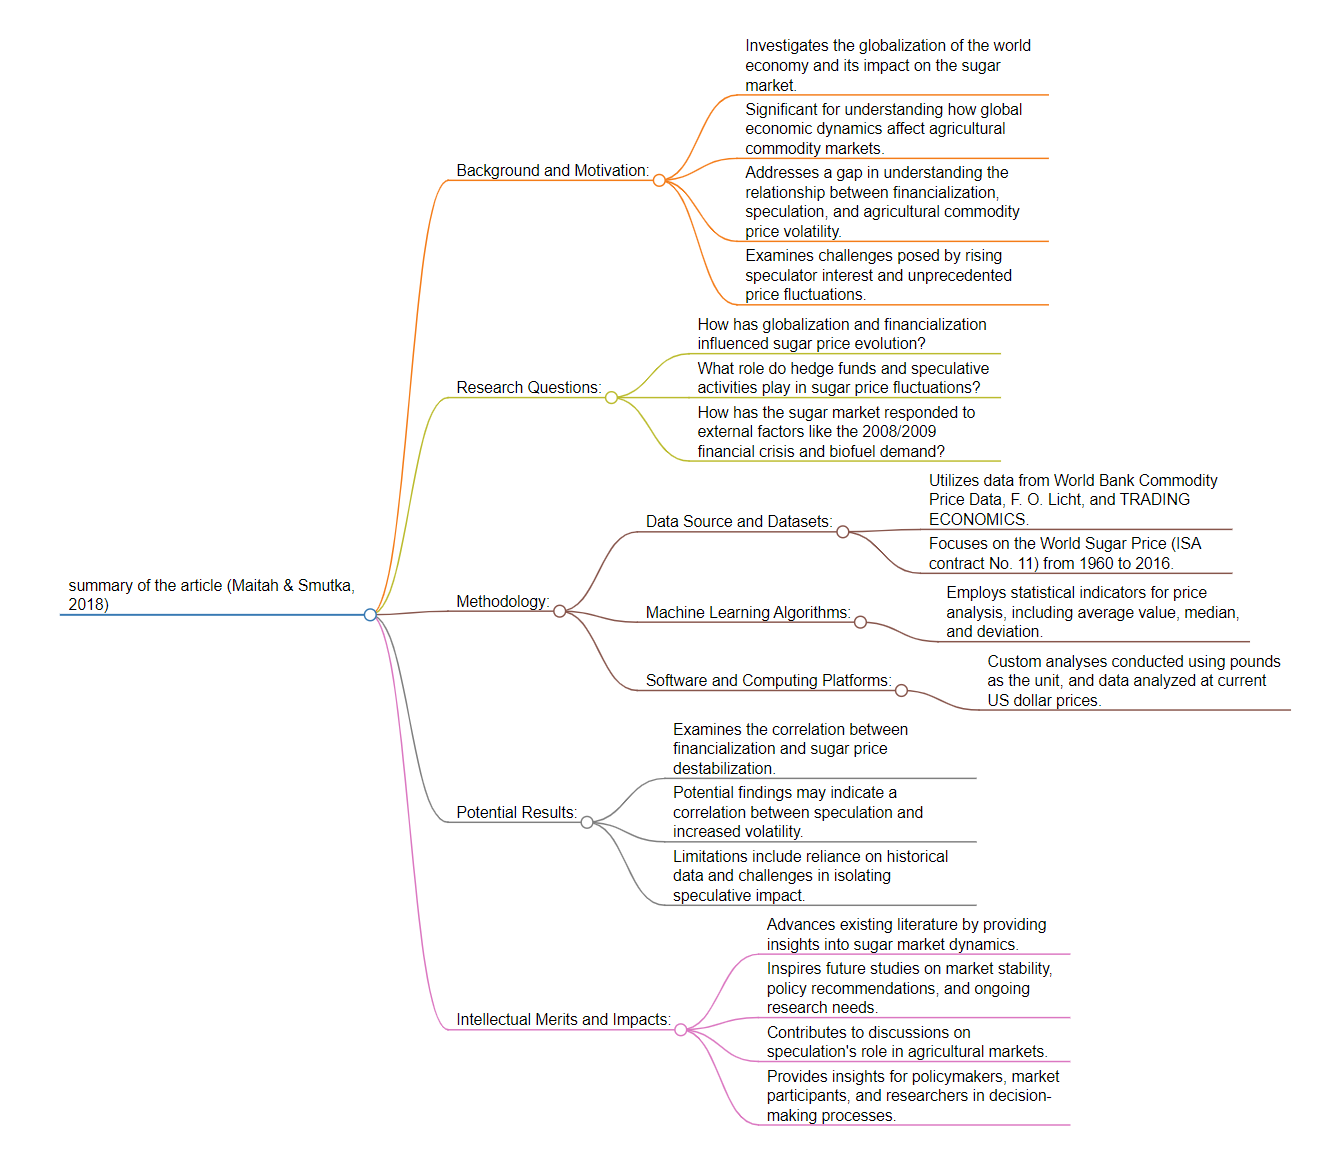 Investigates the globalization of the world
economy and its impact on the sugar
market.
Significant for understanding how global
economic dynamics affect agricultural
commodity markets.
Background and Motivation:
Addresses a gap in understanding the
relationship between financialization,
speculation, and agricultural commodity
price volatility.
Examines challenges posed by rising
speculator interest and unprecedented
price fluctuations.
How has globalization and financialization
influenced sugar price evolution?
What role do hedge funds and speculative
activities play in sugar price fluctuations?
Research Questions:
How has the sugar market responded to
external factors like the 2008/2009
financial crisis and biofuel demand?
Utilizes data from World Bank Commodity
Price Data, F. O. Licht, and TRADING
ECONOMICS.
Data Source and Datasets:
Focuses on the World Sugar Price (ISA
contract No. 11) from 1960 to 2016.
summary of the article (Maitah & Smutka,
2018)
Methodology:
Employs statistical indicators for price
analysis, including average value, median,
and deviation.
Machine Learning Algorithms:
Custom analyses conducted using pounds
as the unit, and data analyzed at current
US dollar prices.
Software and Computing Platforms:
Examines the correlation between
financialization and sugar price
destabilization.
Potential findings may indicate a
correlation between speculation and
increased volatility.
Potential Results:
Limitations include reliance on historical
data and challenges in isolating
speculative impact.
Advances existing literature by providing
insights into sugar market dynamics.
Inspires future studies on market stability,
policy recommendations, and ongoing
research needs.
Intellectual Merits and Impacts:
Contributes to discussions on
speculation's role in agricultural markets.
Provides insights for policymakers, market
participants, and researchers in decision-
making processes.